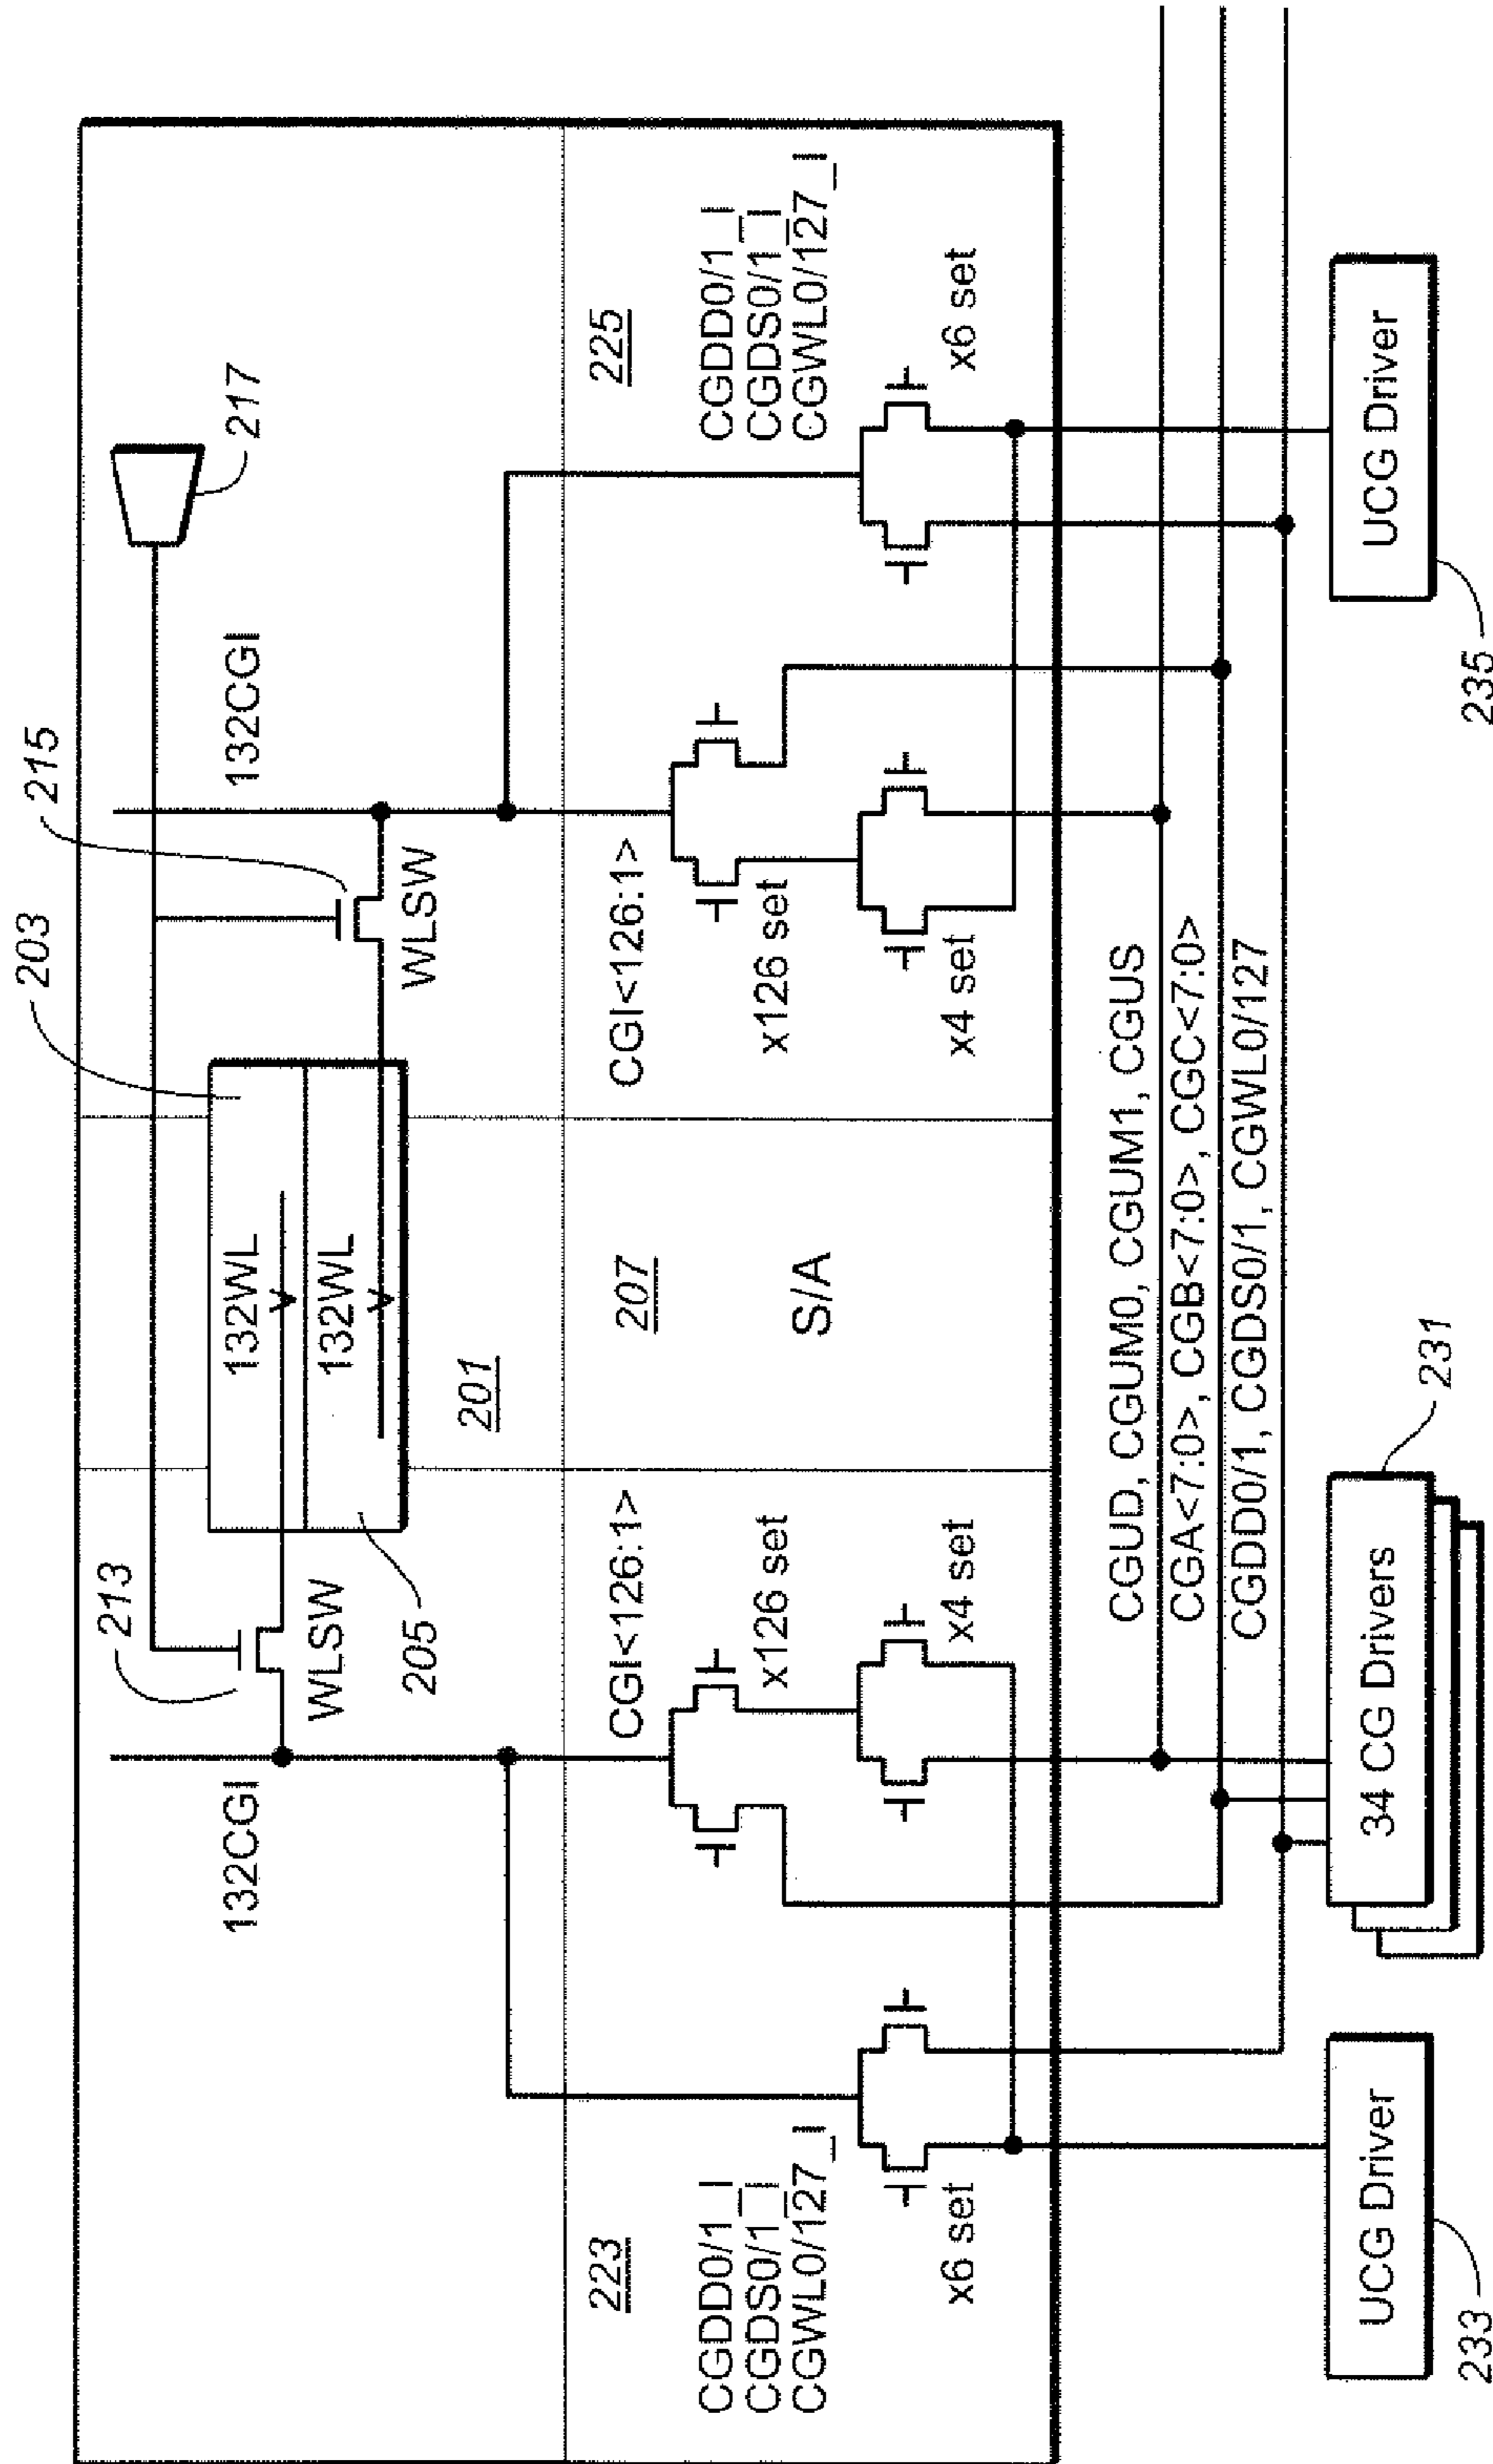 213
203
215
217
132CGI
WLSW
132WL
132WL
WLSW
132CGI
205
201
223
CGDD0/1_I
CGDS0/1_I
CGWL0/127_I
x6 set
CGI<126:1>
x126 set
x4 set
207
S/A
CGI<126:1>
x126 set
x4 set
225
CGDD0/1_I
CGDS0/1_I
CGWL0/127_I
x6 set
CGUD, CGUM0, CGUM1, CGUS
CGA<7:0>, CGB<7:0>, CGC<7:0>
CGDD0/1, CGDS0/1, CGWL0/127
UCG Driver
233
34 CG Drivers
231
UCG Driver
235